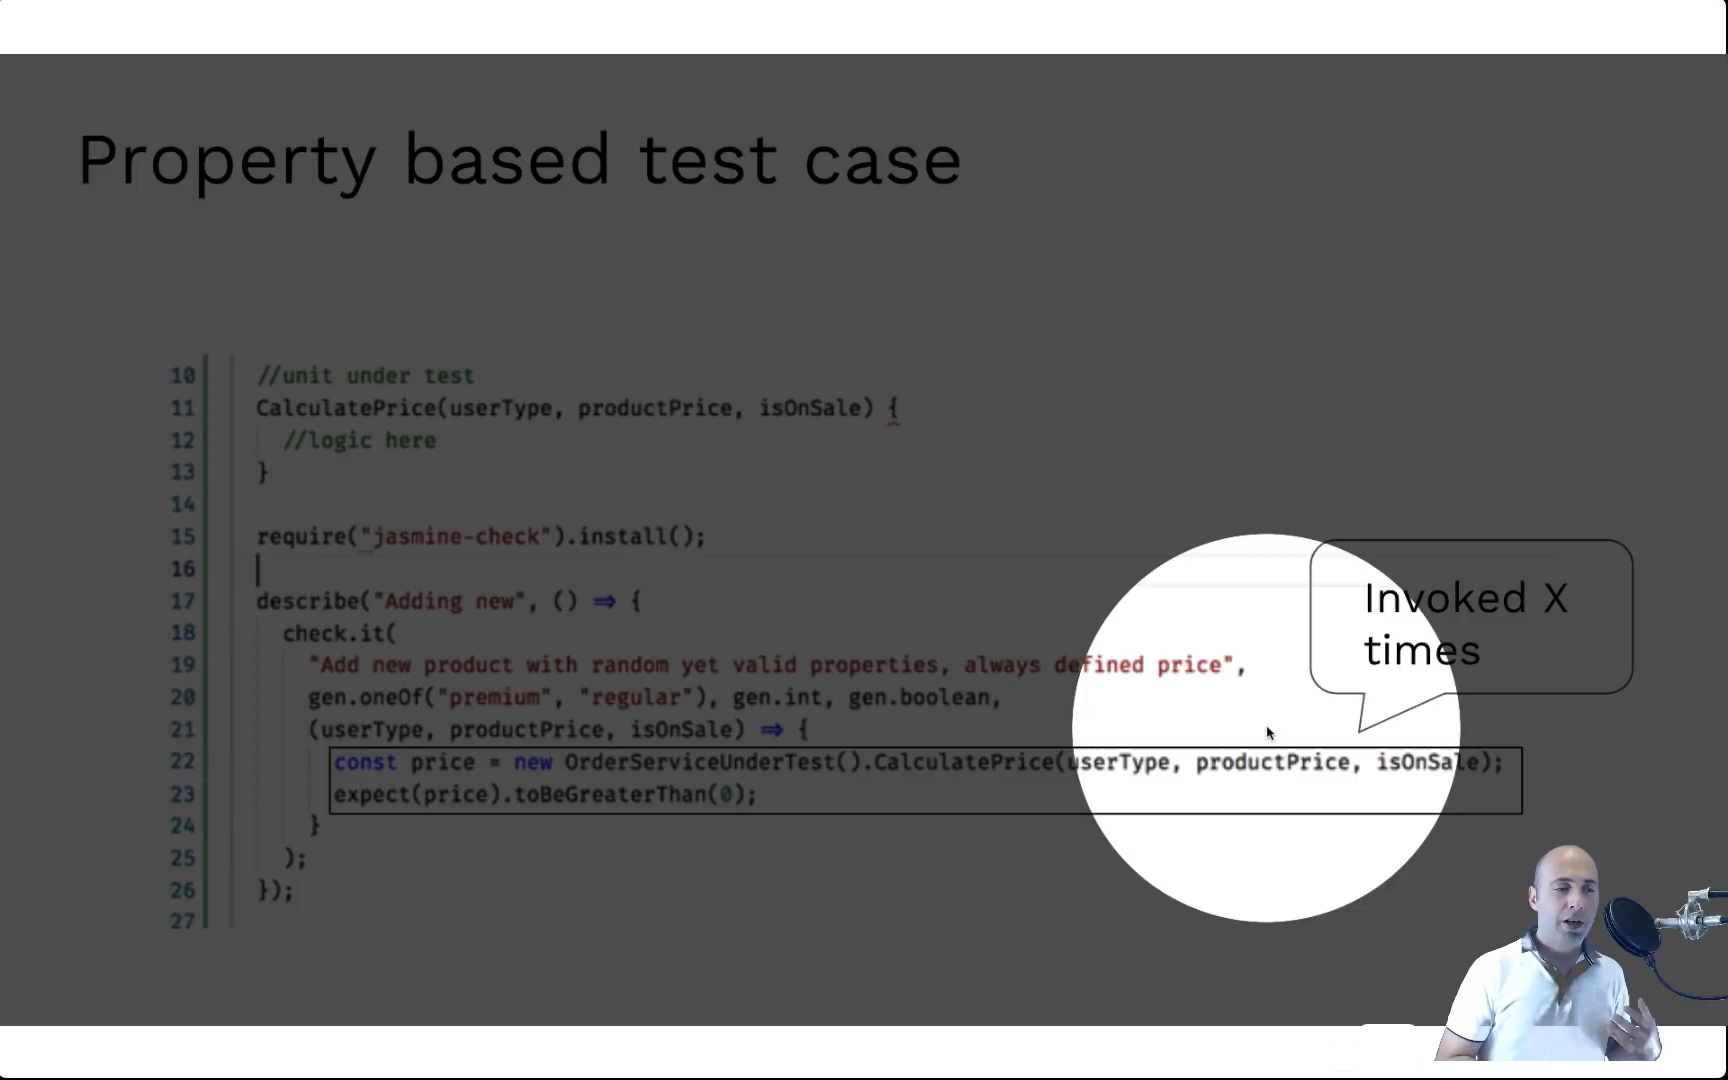 Property based test case
10 //unit under test
11 CalculatePrice(userType, productPrice, isOnSale) {
12 //logic here
13 }
14
15 require("jasmine-check").install();
16
17 describe("Adding new", () => {
18 check.it(
19 "Add new product with random yet valid properties, always defined price",
20 gen.oneOf("premium", "regular"), gen.int, gen.boolean,
21 (userType, productPrice, isOnSale) => {
22 const price = new OrderServiceUnderTest().CalculatePrice(userType, productPrice, isOnSale);
23 expect(price).toBeGreaterThan(0);
24 }
25 );
26 });
27
Invoked X
times